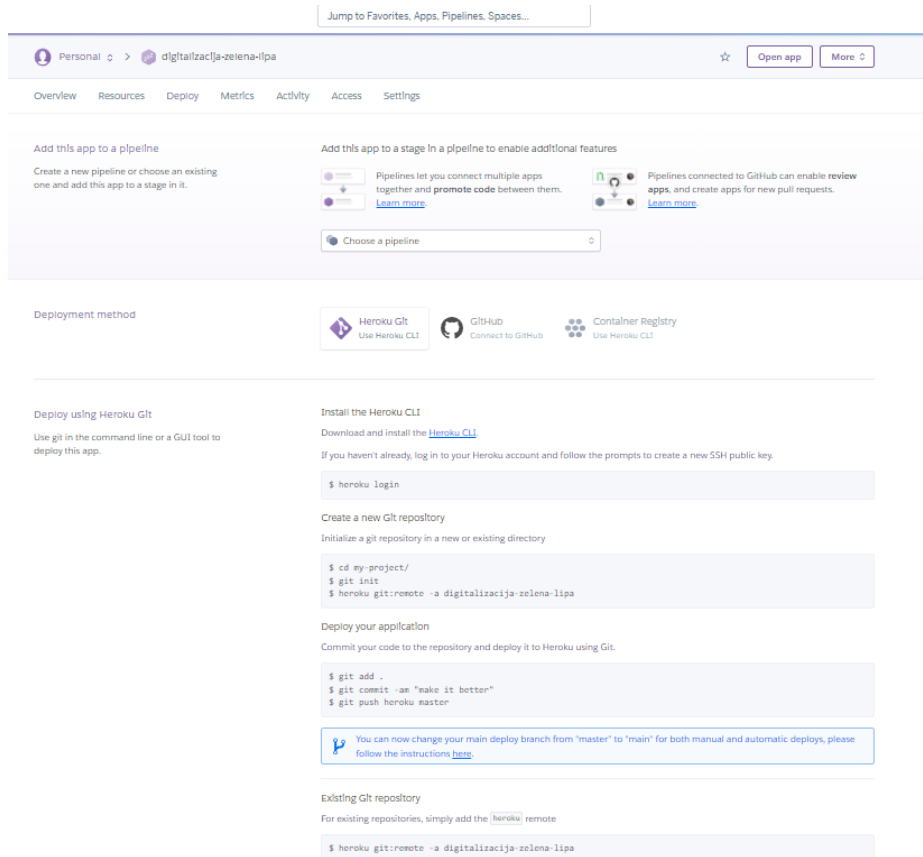 Jump to Favorites, Apps, Pipelines, Spaces...
Personal > digitalizacija-zelena-lipa
Open app
More
Overview Resources Deploy Metrics Activity Access Settings
Add this app to a pipeline
Create a new pipeline or choose an existing
one and add this app to a stage in it.
Add this app to a stage in a pipeline to enable additional features
Pipelines let you connect multiple apps
together and promote code between them.
Learn more.
Pipelines connected to GitHub can enable review
apps, and create apps for new pull requests.
Learn more.
Choose a pipeline
Deployment method
Heroku Git
Use Heroku CLI
GitHub
Connect to GitHub
Container Registry
Use Heroku CLI
Deploy using Heroku Git
Use git in the command line or a GUI tool to
deploy this app.
Install the Heroku CLI
Download and install the Heroku CLI.
If you haven't already, log in to your Heroku account and follow the prompts to create a new SSH public key.
$ heroku login
Create a new Git repository
Initialize a git repository in a new or existing directory
$ cd my-project/
$ git init
$ heroku git:remote -a digitalizacija-zelena-lipa
Deploy your application
Commit your code to the repository and deploy it to Heroku using Git.
$ git add .
$ git commit -am "make it better"
$ git push heroku master
You can now change your main deploy branch from "master" to "main" for both manual and automatic deploys, please
follow the instructions here.
Existing Git repository
For existing repositories, simply add the heroku remote
$ heroku git:remote -a digitalizacija-zelena-lipa